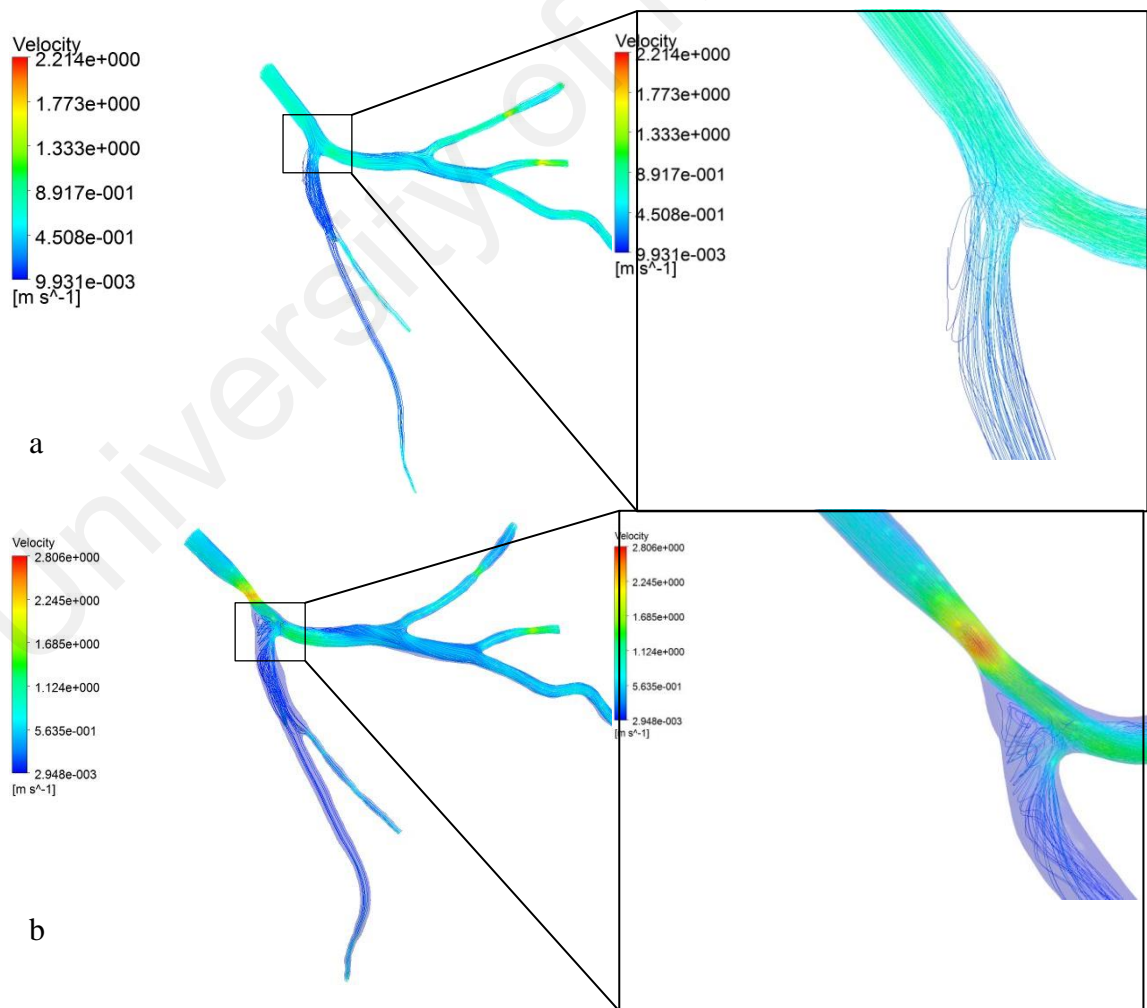 Velocity
2.214e+000
1.773e+000
1.333e+000
8.917e-001
4.508e-001
9.931e-003
[m s^-1]
Velocity
2.214e+000
1.773e+000
1.333e+000
8.917e-001
4.508e-001
9.931e-003
[m s^-1]
a
Velocity
2.806e+000
2.245e+000
1.685e+000
1.124e+000
5.635e-001
2.948e-003
[m s^-1]
Velocity
2.806e+000
2.245e+000
1.685e+000
1.124e+000
5.635e-001
2.948e-003
[m s^-1]
b
University of